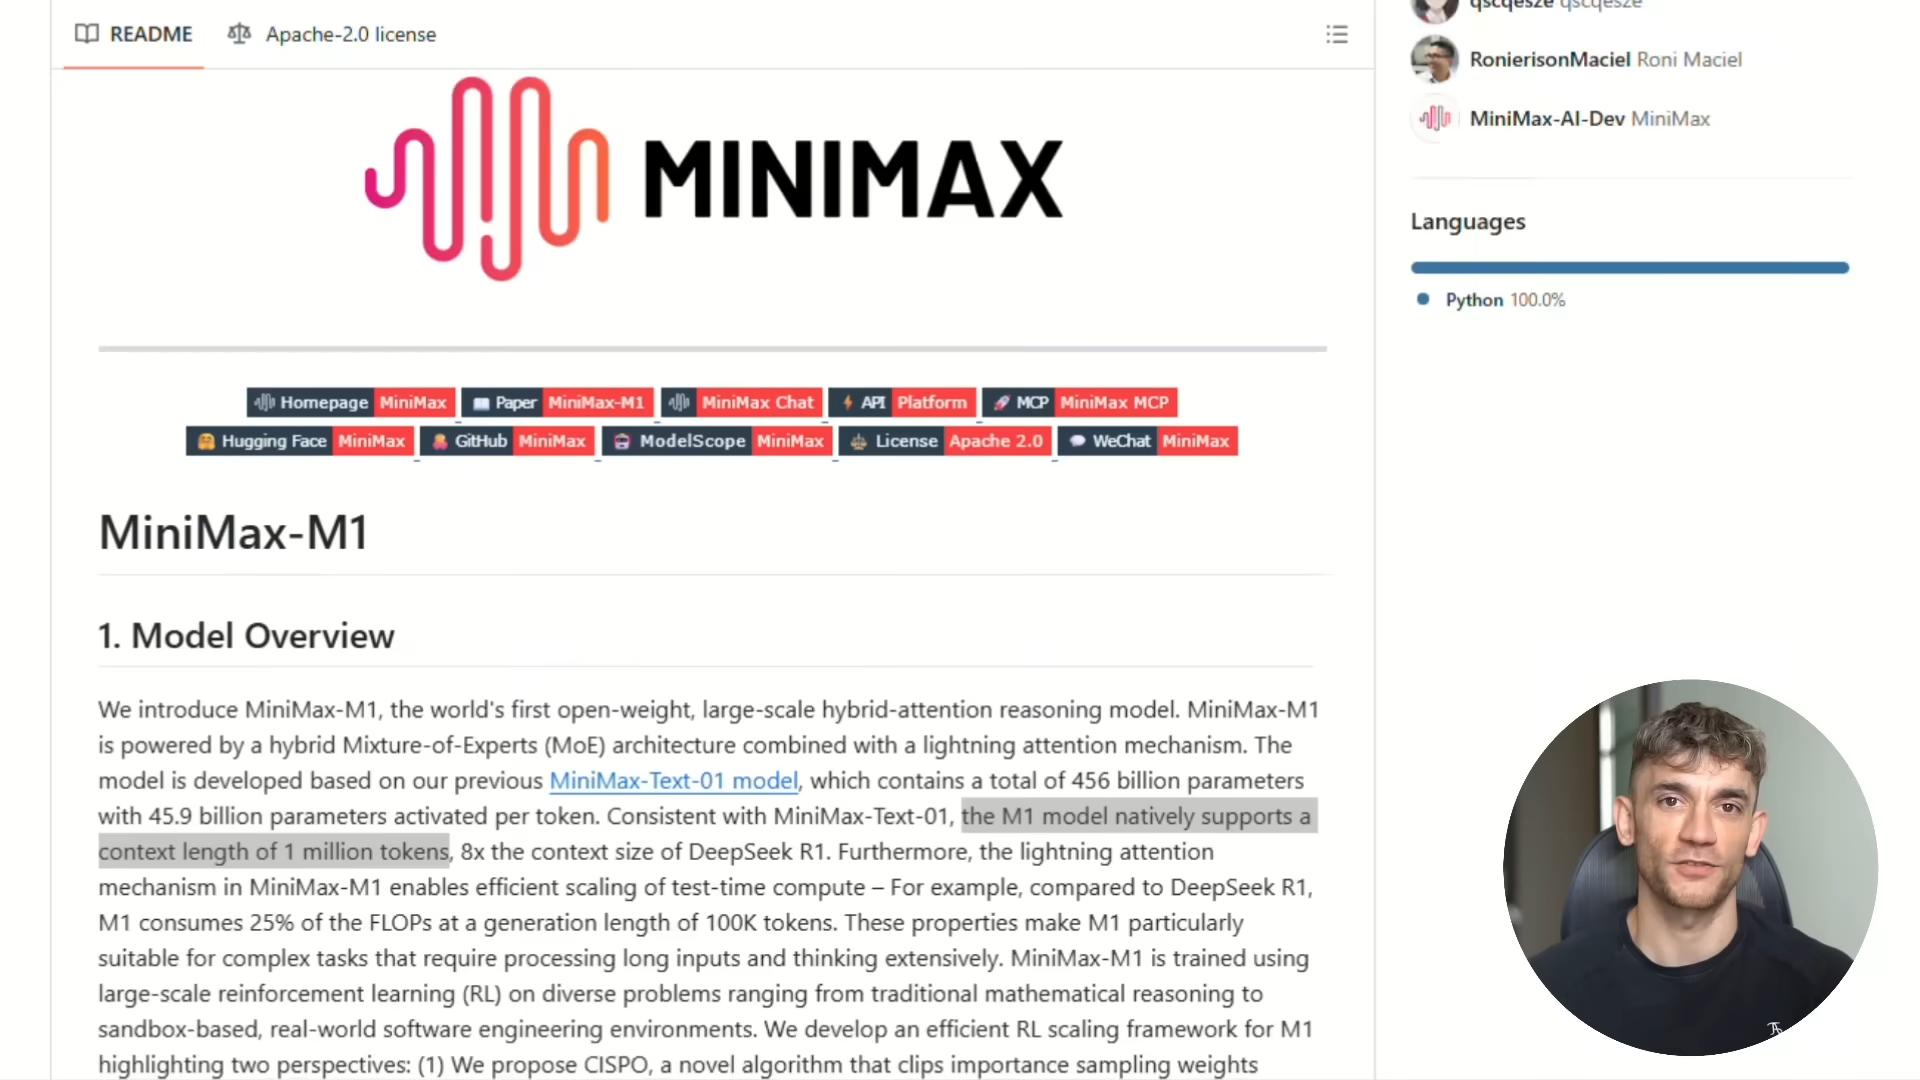 README
Apache-2.0 license
qscqesze qscqesze
RonierisonMaciel Roni Maciel
MiniMax-AI-Dev MiniMax
Languages
Python 100.0%
MINIMAX
Homepage MiniMax Paper MiniMax-M1 MiniMax Chat API Platform MCP MiniMax MCP
Hugging Face MiniMax GitHub MiniMax ModelScope MiniMax License Apache 2.0 WeChat MiniMax
MiniMax-M1
1. Model Overview
We introduce MiniMax-M1, the world's first open-weight, large-scale hybrid-attention reasoning model. MiniMax-M1
is powered by a hybrid Mixture-of-Experts (MoE) architecture combined with a lightning attention mechanism. The
model is developed based on our previous MiniMax-Text-01 model, which contains a total of 456 billion parameters
with 45.9 billion parameters activated per token. Consistent with MiniMax-Text-01, the M1 model natively supports a
context length of 1 million tokens, 8x the context size of DeepSeek R1. Furthermore, the lightning attention
mechanism in MiniMax-M1 enables efficient scaling of test-time compute – For example, compared to DeepSeek R1,
M1 consumes 25% of the FLOPs at a generation length of 100K tokens. These properties make M1 particularly
suitable for complex tasks that require processing long inputs and thinking extensively. MiniMax-M1 is trained using
large-scale reinforcement learning (RL) on diverse problems ranging from traditional mathematical reasoning to
sandbox-based, real-world software engineering environments. We develop an efficient RL scaling framework for M1
highlighting two perspectives: (1) We propose CISPO, a novel algorithm that clips importance sampling weights